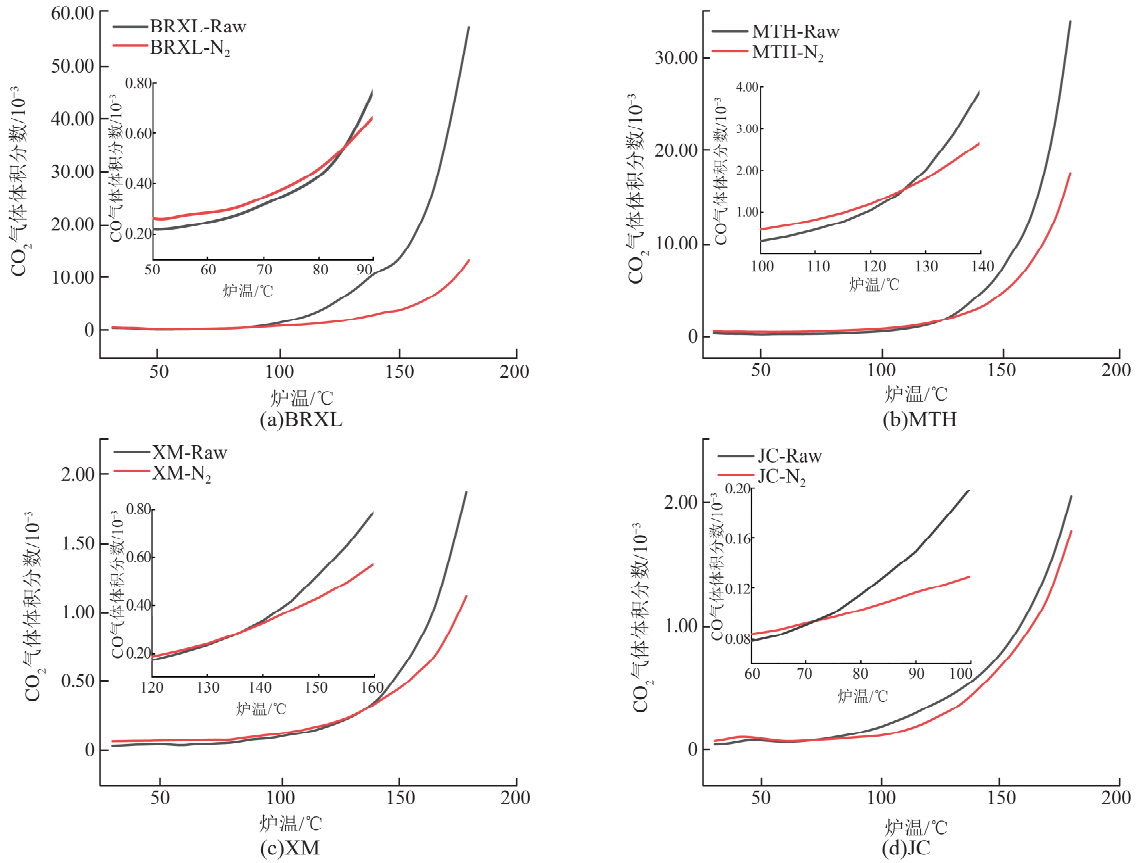 60.00
50.00
40.00
30.00
20.00
10.00
0
CO₂气体体积分数/10⁻³
BRXL-Raw
BRXL-N₂
0.80
0.60
0.40
0.20
CO气体体积分数/10⁻³
50 60 70 80 90
炉温/℃
50 100 150 200
炉温/℃
(a)BRXL
30.00
20.00
10.00
0
CO₂气体体积分数/10⁻³
MTH-Raw
MTH-N₂
4.00
3.00
2.00
1.00
CO气体体积分数/10⁻³
100 110 120 130 140
炉温/℃
50 100 150 200
炉温/℃
(b)MTH
2.00
1.50
1.00
0.50
0
CO₂气体体积分数/10⁻³
XM-Raw
XM-N₂
0.80
0.60
0.40
0.20
CO气体体积分数/10⁻³
120 130 140 150 160
炉温/℃
50 100 150 200
炉温/℃
(c)XM
2.00
1.00
0
CO₂气体体积分数/10⁻³
JC-Raw
JC-N₂
0.20
0.16
0.12
0.08
CO气体体积分数/10⁻³
60 70 80 90 100
炉温/℃
50 100 150 200
炉温/℃
(d)JC